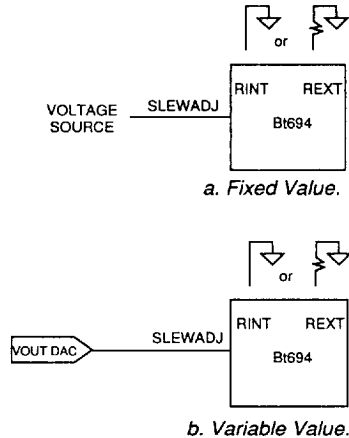 or
RINT REXT
VOLTAGE
SOURCE
SLEWADJ
Bt694
a. Fixed Value.
or
RINT REXT
SLEWADJ
VOUT DAC
Bt694
b. Variable Value.